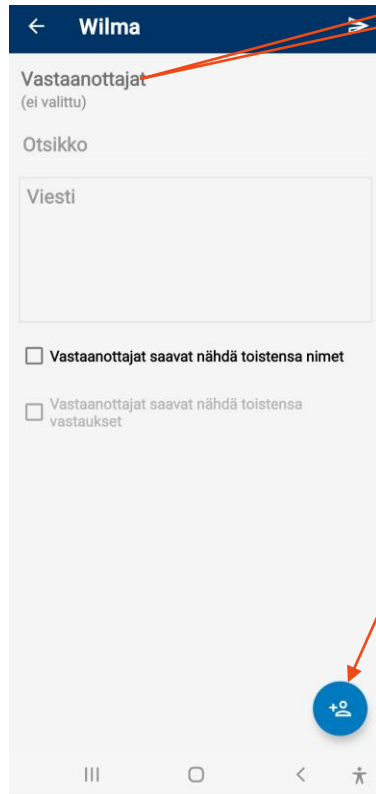 Wilma
Vastaanottajat
(ei valittu)
Otsikko
Viesti
Vastaanottajat saavat nähdä toistensa nimet
Vastaanottajat saavat nähdä toistensa
vastaukset